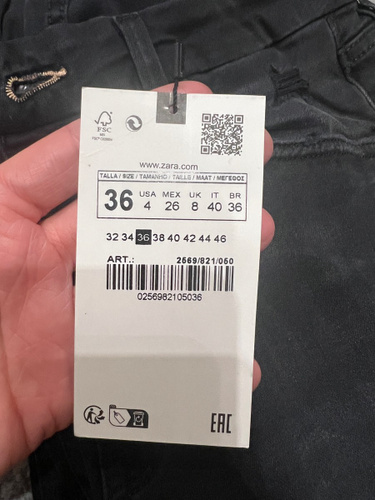 FSC
www.zara.com
TALLA / SIZE / TAMANHO / TAILLE / MAAT / ΜΕΓΕΘΟΣ
36 USA MEX UK IT BR
4 26 8 40 36
32 34 36 38 40 42 44 46
ART.: 2569/821/050
0256982105036
EAC